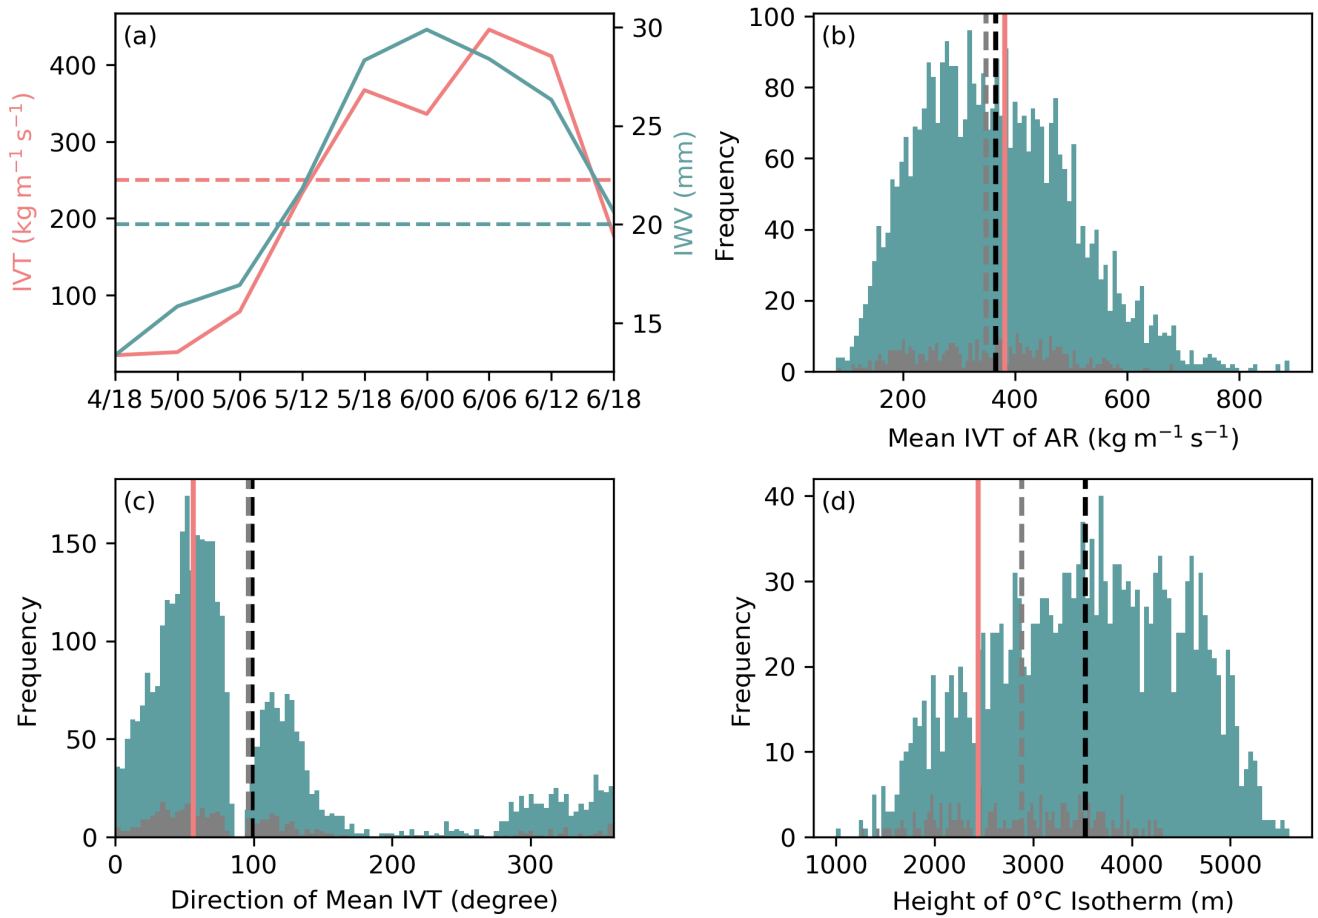 (a)
400
300
200
100
IVT (kg m⁻¹ s⁻¹)
30
25
20
15
IWV (mm)
4/18 5/00 5/06 5/12 5/18 6/00 6/06 6/12 6/18
(b)
100
80
60
40
20
0
Frequency
200 400 600 800
Mean IVT of AR (kg m⁻¹ s⁻¹)
(c)
150
100
50
0
Frequency
0 100 200 300
Direction of Mean IVT (degree)
(d)
40
30
20
10
0
Frequency
1000 2000 3000 4000 5000
Height of 0°C Isotherm (m)